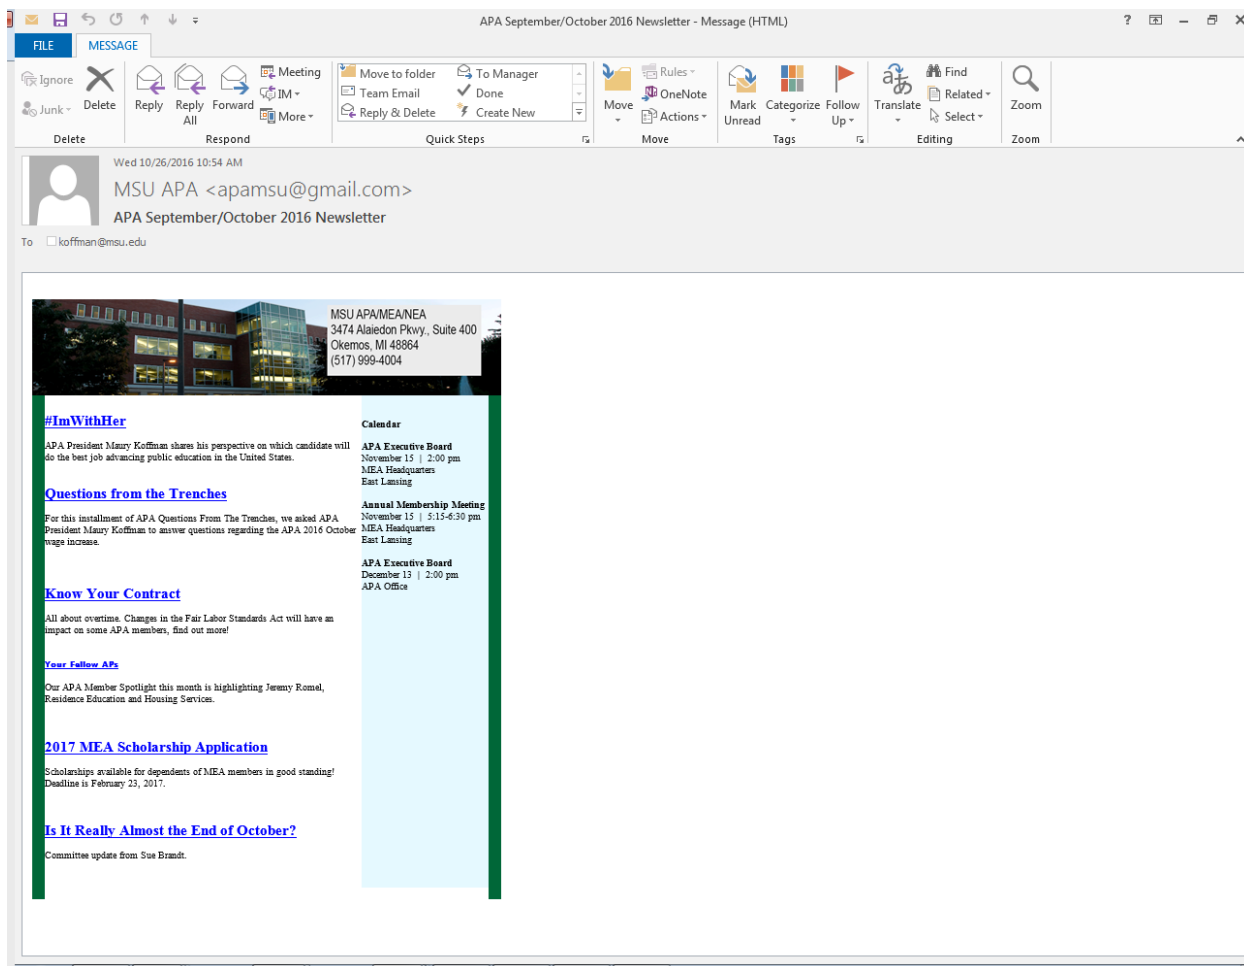 APA September/October 2016 Newsletter - Message (HTML)
FILE
MESSAGE
Ignore
Junk
Delete
Reply
Reply All
Forward
Meeting
IM
More
Move to folder
Team Email
Reply & Delete
To Manager
Done
Create New
Move
Rules
OneNote
Actions
Mark Unread
Categorize
Follow Up
Translate
Find
Related
Select
Zoom
Delete
Respond
Quick Steps
Move
Tags
Editing
Zoom
Wed 10/26/2016 10:54 AM
MSU APA <apamsu@gmail.com>
APA September/October 2016 Newsletter
To koffman@msu.edu
MSU APA/MEA/NEA
3474 Alaiedon Pkwy., Suite 400
Okemos, MI 48864
(517) 999-4004
#ImWithHer
APA President Maury Koffman shares his perspective on which candidate will
do the best job advancing public education in the United States.
Questions from the Trenches
For this installment of APA Questions From The Trenches, we asked APA
President Maury Koffman to answer questions regarding the APA 2016 October
wage increase.
Know Your Contract
All about overtime. Changes in the Fair Labor Standards Act will have an
impact on some APA members, find out more!
Your Fellow APs
Our APA Member Spotlight this month is highlighting Jeremy Romel,
Residence Education and Housing Services.
2017 MEA Scholarship Application
Scholarships available for dependents of MEA members in good standing!
Deadline is February 23, 2017.
Is It Really Almost the End of October?
Committee update from Sue Brandt.
Calendar
APA Executive Board
November 15 | 2:00 pm
MEA Headquarters
East Lansing
Annual Membership Meeting
November 15 | 5:15-6:30 pm
MEA Headquarters
East Lansing
APA Executive Board
December 13 | 2:00 pm
APA Office